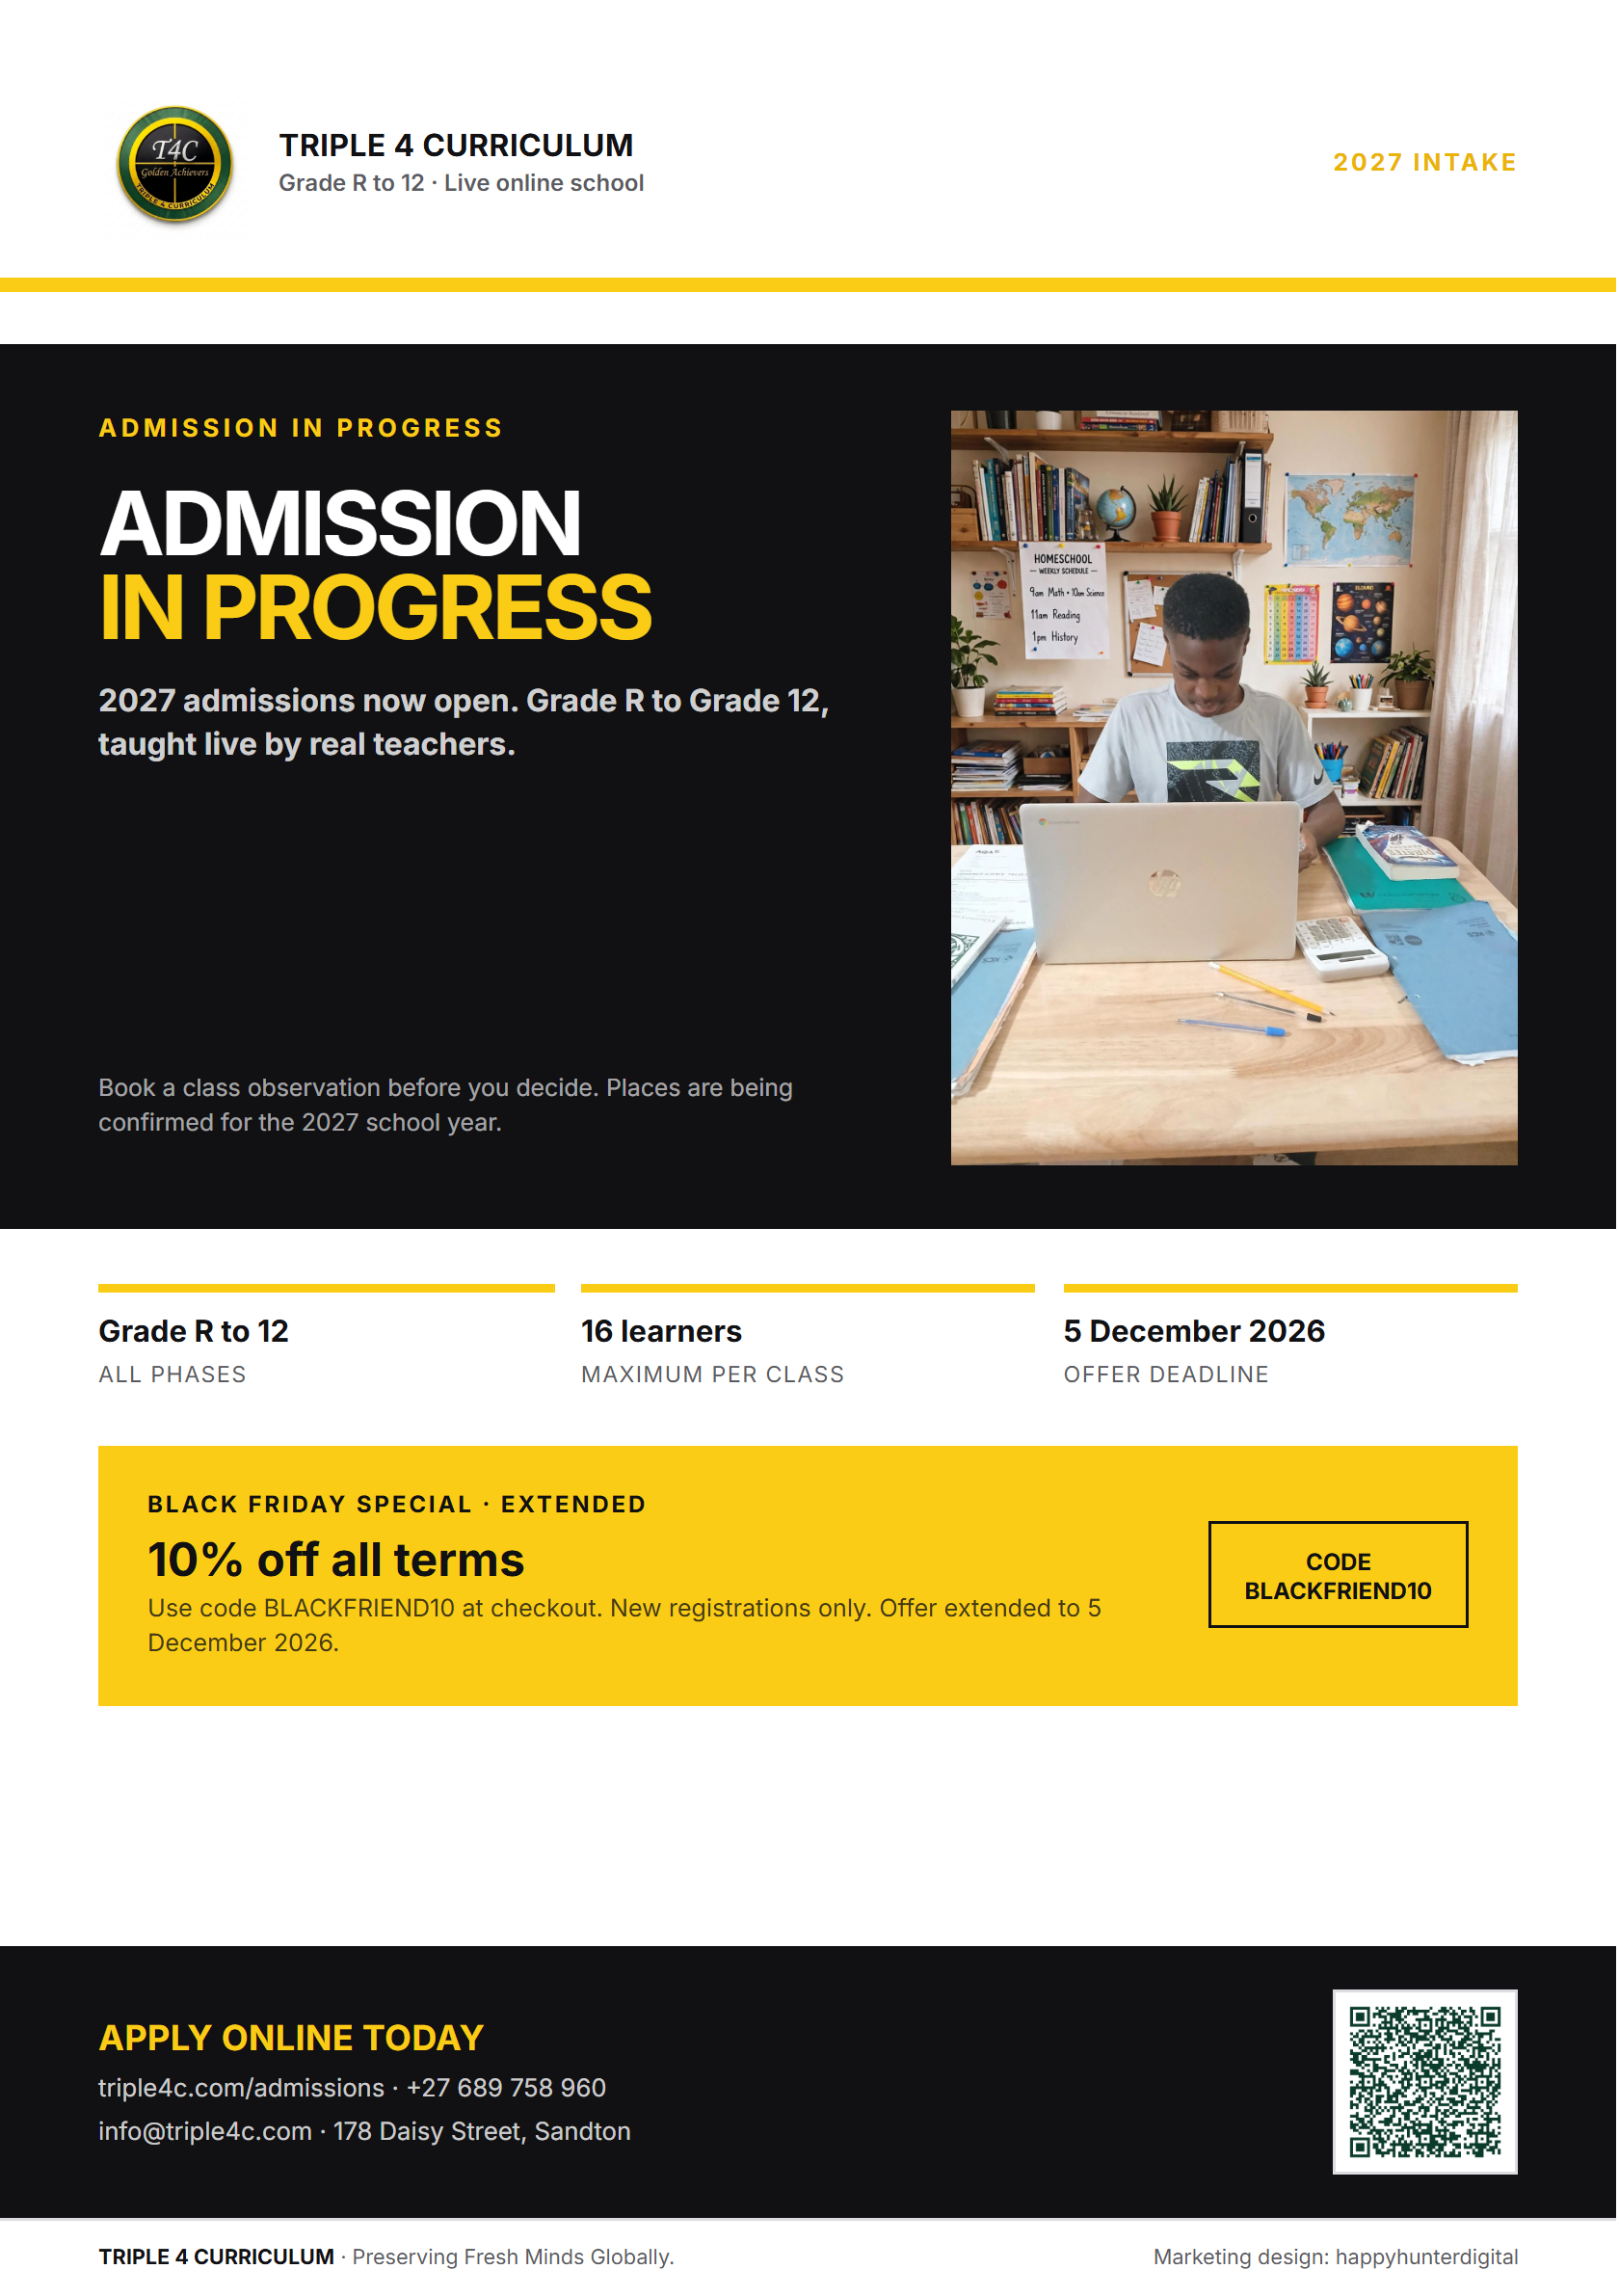 T4C
Golden Achievers
TRIPLE 4 CURRICULUM
TRIPLE 4 CURRICULUM
Grade R to 12 · Live online school
2027 INTAKE
ADMISSION IN PROGRESS
ADMISSION
IN PROGRESS
2027 admissions now open. Grade R to Grade 12,
taught live by real teachers.
HOMESCHOOL
— WEEKLY SCHEDULE —
9am Math • 10am Science
11am Reading
1pm History
hp
Book a class observation before you decide. Places are being
confirmed for the 2027 school year.
Grade R to 12
ALL PHASES
16 learners
MAXIMUM PER CLASS
5 December 2026
OFFER DEADLINE
BLACK FRIDAY SPECIAL · EXTENDED
10% off all terms
Use code BLACKFRIEND10 at checkout. New registrations only. Offer extended to 5
December 2026.
CODE
BLACKFRIEND10
APPLY ONLINE TODAY
triple4c.com/admissions · +27 689 758 960
info@triple4c.com · 178 Daisy Street, Sandton
TRIPLE 4 CURRICULUM · Preserving Fresh Minds Globally.
Marketing design: happyhunterdigital